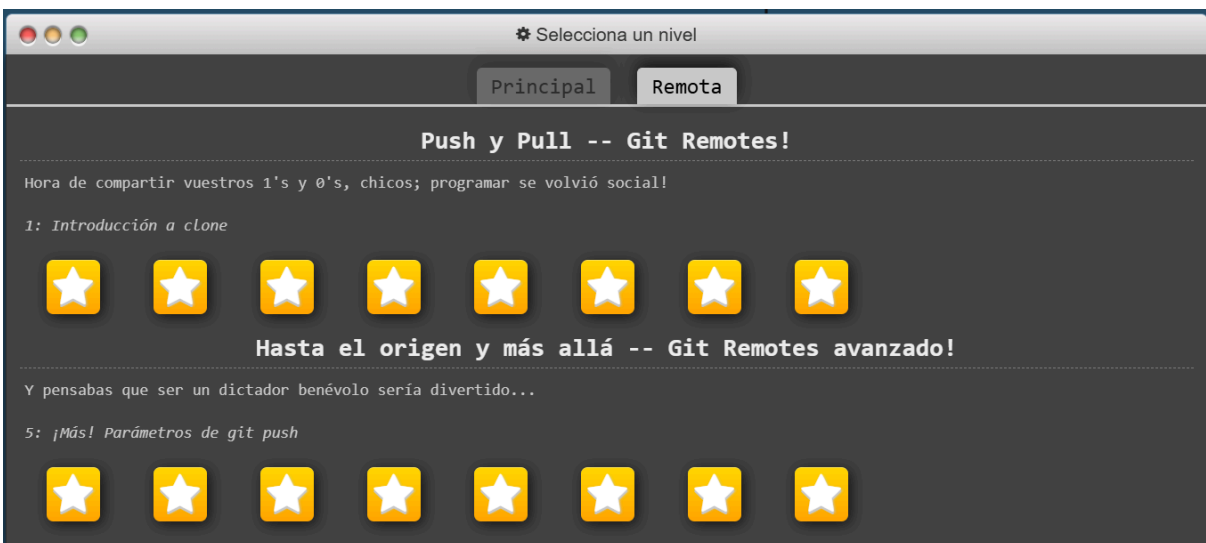 Selecciona un nivel
Principal
Remota
Push y Pull -- Git Remotes!
Hora de compartir vuestros 1's y 0's, chicos; programar se volvió social!
1: Introducción a clone
Hasta el origen y más allá -- Git Remotes avanzado!
Y pensabas que ser un dictador benévolo sería divertido...
5: ¡Más! Parámetros de git push